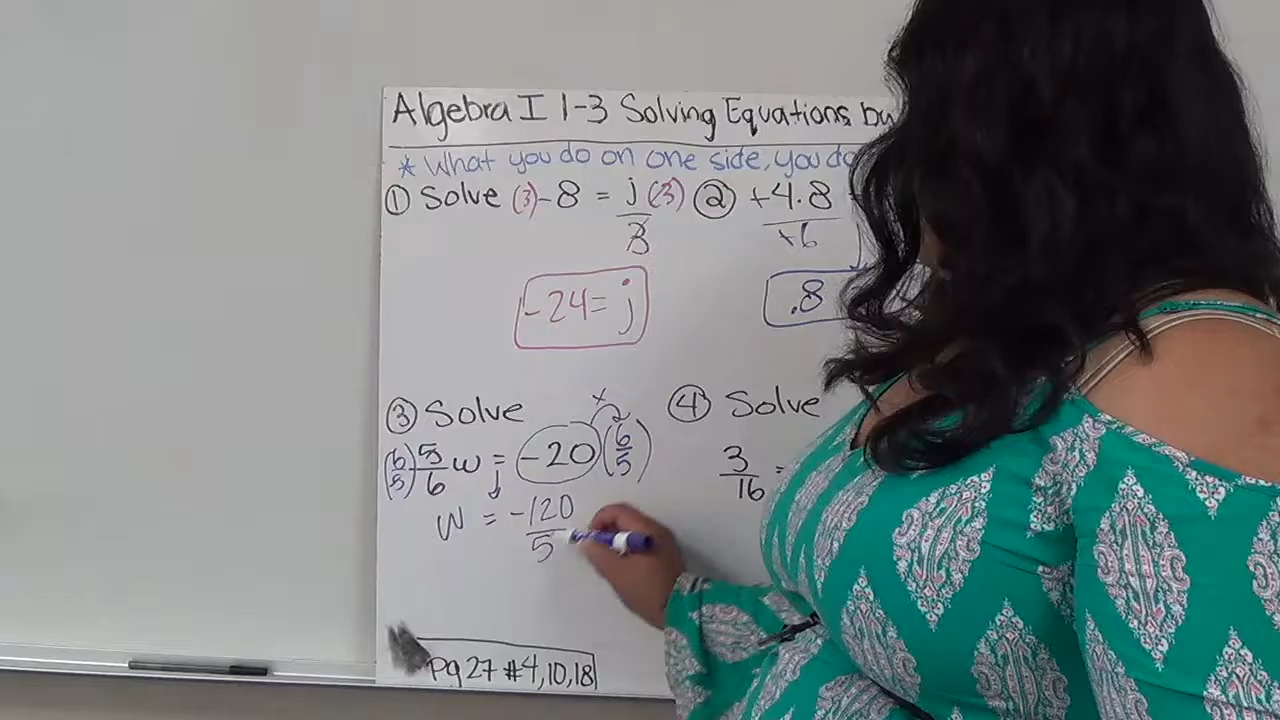 Algebra I 1-3 Solving Equations
* What you do on one side, you do
① Solve (3) -8 = j/3 (3)
-24 = j
② +4.8/+6
.8
③ Solve
(6/5) 5/6 w = -20 (6/5)
w = -120/5
④ Solve
3/16 =
Pg 27 #4, 10, 18